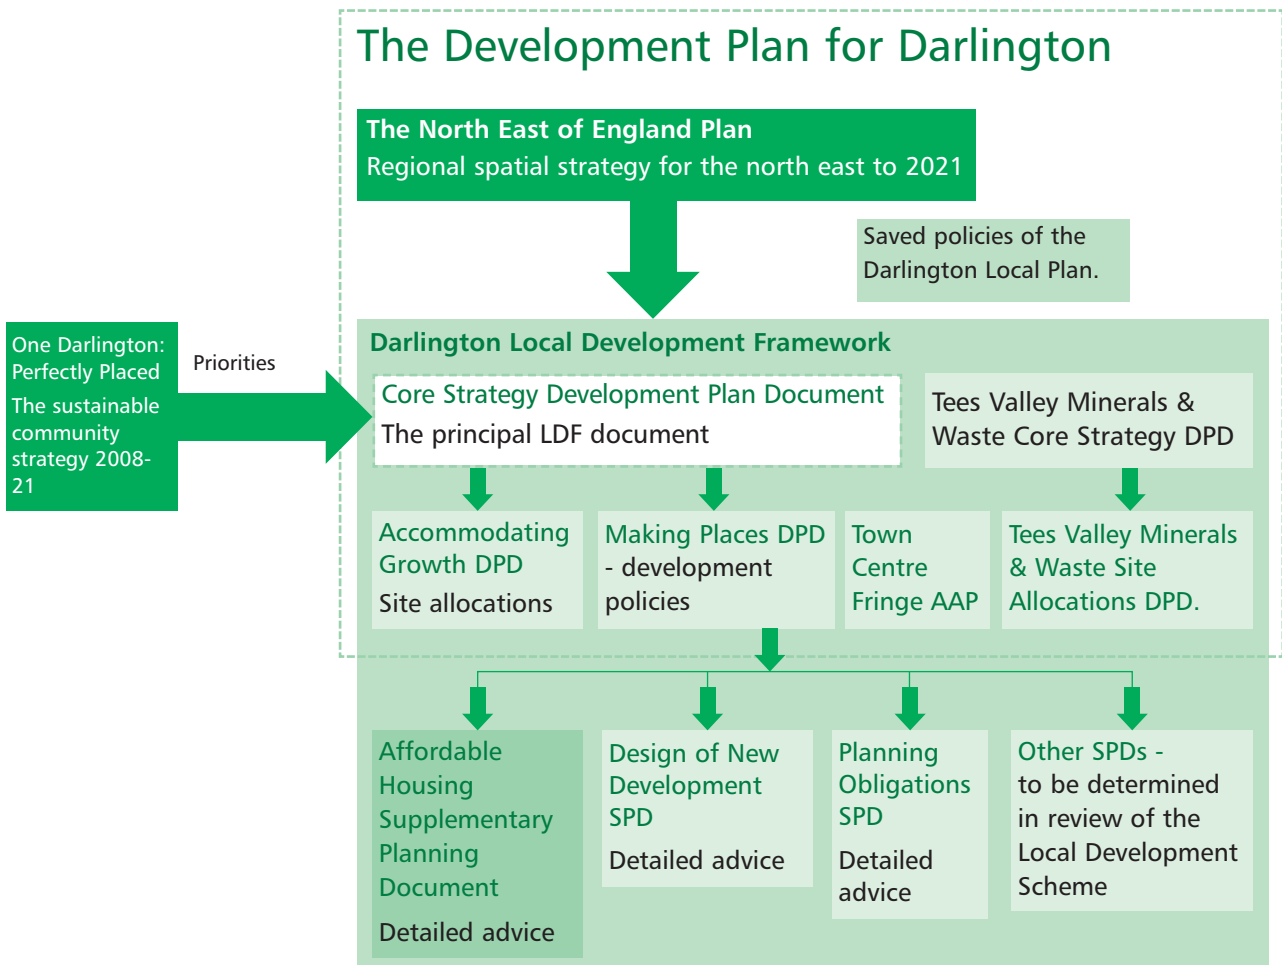 The Development Plan for Darlington
The North East of England Plan
Regional spatial strategy for the north east to 2021
Saved policies of the
Darlington Local Plan.
One Darlington:
Perfectly Placed
The sustainable
community
strategy 2008-
21
Priorities
Darlington Local Development Framework
Core Strategy Development Plan Document
The principal LDF document
Tees Valley Minerals &
Waste Core Strategy DPD
Accommodating
Growth DPD
Site allocations
Making Places DPD
- development
policies
Town
Centre
Fringe AAP
Tees Valley Minerals
& Waste Site
Allocations DPD.
Affordable
Housing
Supplementary
Planning
Document
Detailed advice
Design of New
Development
SPD
Detailed advice
Planning
Obligations
SPD
Detailed
advice
Other SPDs -
to be determined
in review of the
Local Development
Scheme